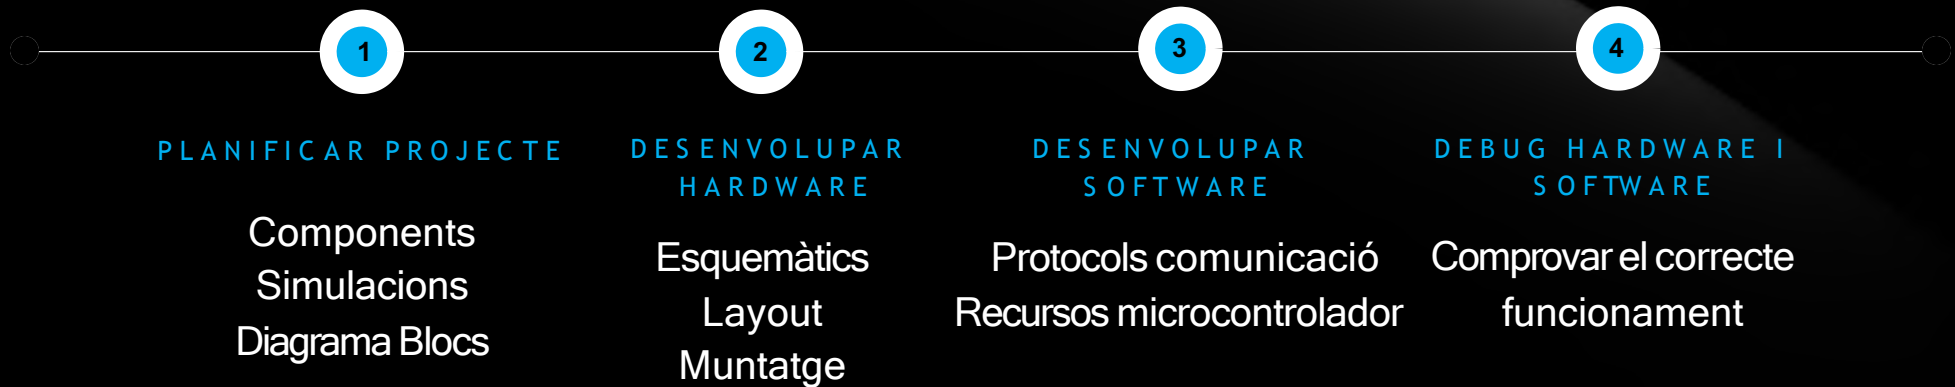 1
PLANIFICAR PROJECTE
Components
Simulacions
Diagrama Blocs
2
DESENVOLUPAR
HARDWARE
Esquemàtics
Layout
Muntatge
3
DESENVOLUPAR
SOFTWARE
Protocols comunicació
Recursos microcontrolador
4
DEBUG HARDWARE I
SOFTWARE
Comprovar el correcte
funcionament